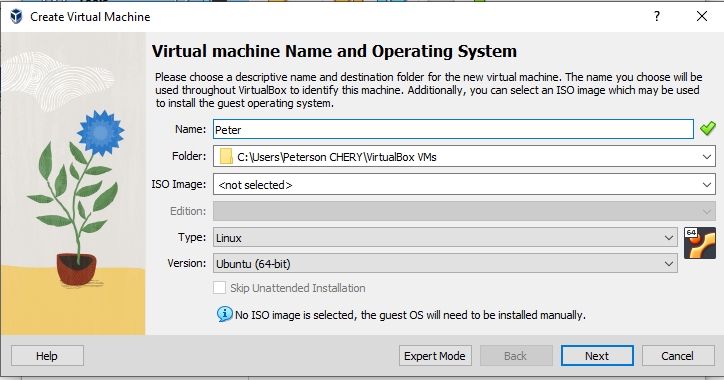 Create Virtual Machine
Virtual machine Name and Operating System
Please choose a descriptive name and destination folder for the new virtual machine. The name you choose will be
used throughout VirtualBox to identify this machine. Additionally, you can select an ISO image which may be used
to install the guest operating system.
Name: Peter
Folder: C:\Users\Peterson CHERY\VirtualBox VMs
ISO Image: <not selected>
Edition:
Type: Linux
64
Version: Ubuntu (64-bit)
Skip Unattended Installation
No ISO image is selected, the guest OS will need to be installed manually.
Help Expert Mode Back Next Cancel